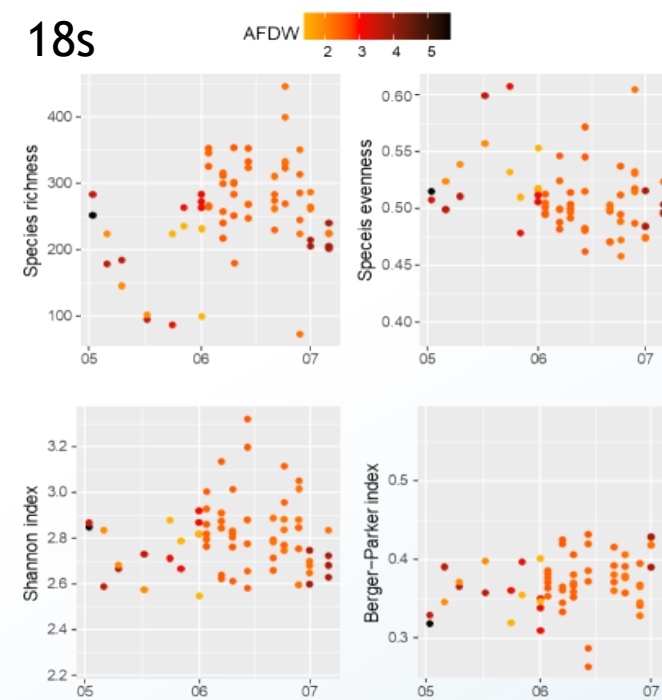 18s
AFDW
2 3 4 5
Species richness
400
300
200
100
05 06 07
Speceis evenness
0.60
0.55
0.50
0.45
0.40
05 06 07
Shannon index
3.2
3.0
2.8
2.6
2.4
2.2
05 06 07
Berger-Parker index
0.5
0.4
0.3
05 06 07